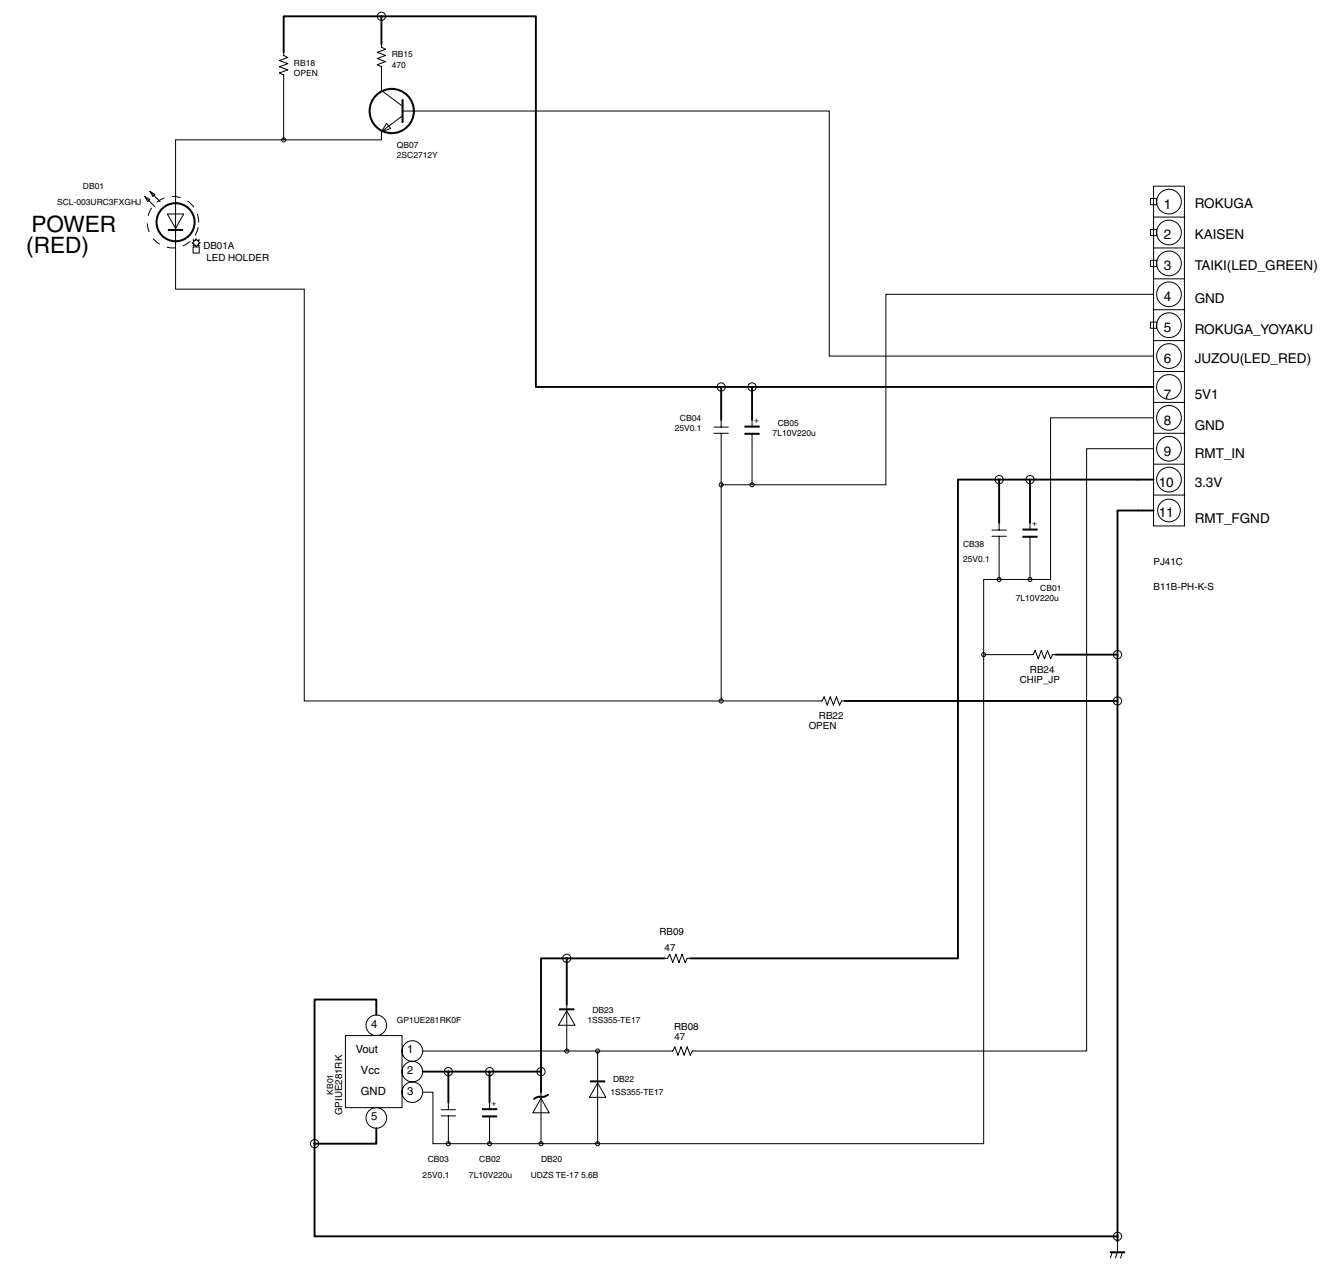 RB18
OPEN
RB15
470
QB07
2SC2712Y
DB01
SCL-003URC3FXGHJ
POWER
(RED)
DB01A
LED HOLDER
1 ROKUGA
2 KAISEN
3 TAIKI(LED_GREEN)
4 GND
5 ROKUGA_YOYAKU
6 JUZOU(LED_RED)
7 5V1
8 GND
9 RMT_IN
10 3.3V
11 RMT_FGND
PJ41C
B11B-PH-K-S
CB04
25V0.1
+
CB05
7L10V220u
CB38
25V0.1
+
CB01
7L10V220u
RB24
CHIP_JP
RB22
OPEN
RB09
47
DB23
1SS355-TE17
RB08
47
DB22
1SS355-TE17
GP1UE281RK0F
4
Vout 1
Vcc 2
GND 3
5
KB01
GPIUE281RK
CB03
25V0.1
+
CB02
7L10V220u
DB20
UDZS TE-17 5.6B